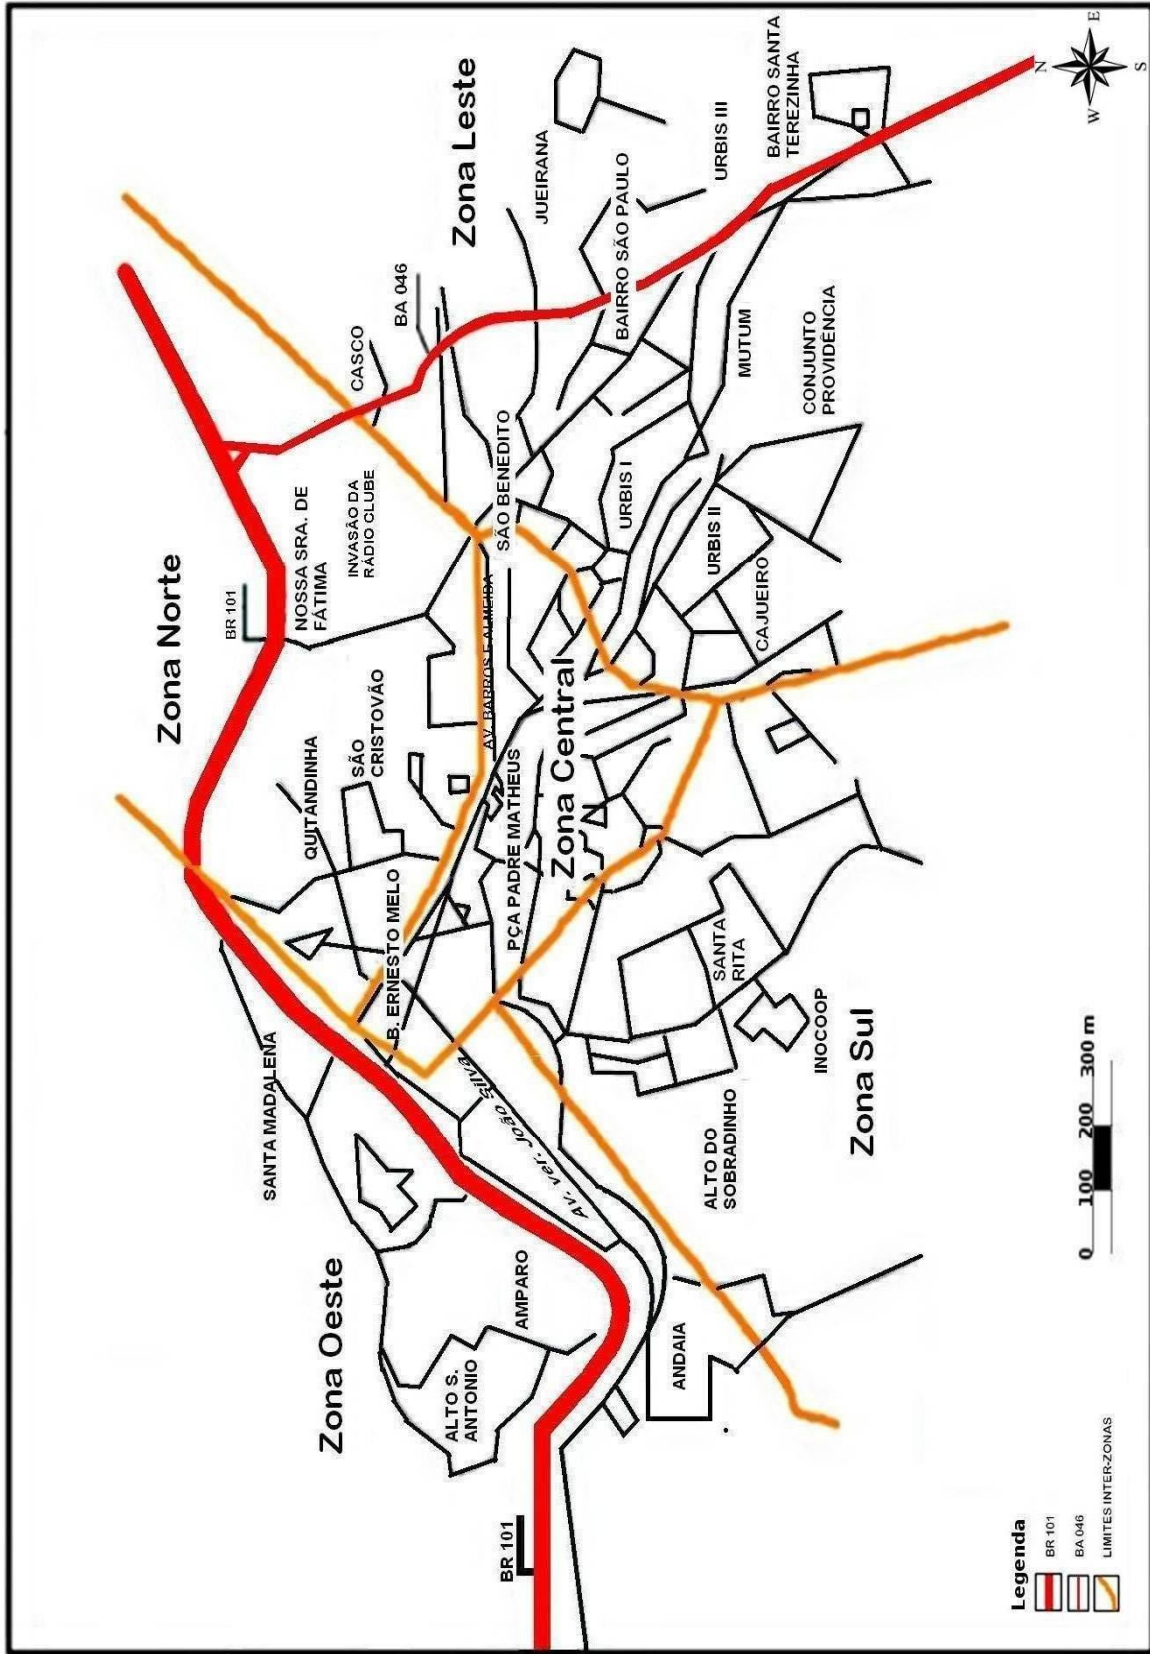 Zona Norte
Zona Leste
Zona Oeste
Zona Central
Zona Sul
BR 101
NOSSA SRA. DE
FÁTIMA
INVASÃO DA
RÁDIO CLUBE
CASCO
BA 046
JUEIRANA
BAIRRO SÃO PAULO
URBIS III
BAIRRO SANTA
TEREZINHA
QUITANDINHA
SÃO
CRISTOVÃO
AV. BARROS E ALMEIDA
SÃO BENEDITO
URBIS I
MUTUM
CONJUNTO
PROVIDÊNCIA
URBIS II
CAJUEIRO
B. ERNESTO MELO
PÇA PADRE MATHEUS
SANTA MADALENA
Av. ver. João Silva
SANTA
RITA
INOCOOP
ALTO DO
SOBRADINHO
AMPARO
ALTO S.
ANTONIO
ANDAIA
BR 101
N
E
S
W
0 100 200 300 m
Legenda
BR 101
BA 046
LIMITES INTER-ZONAS